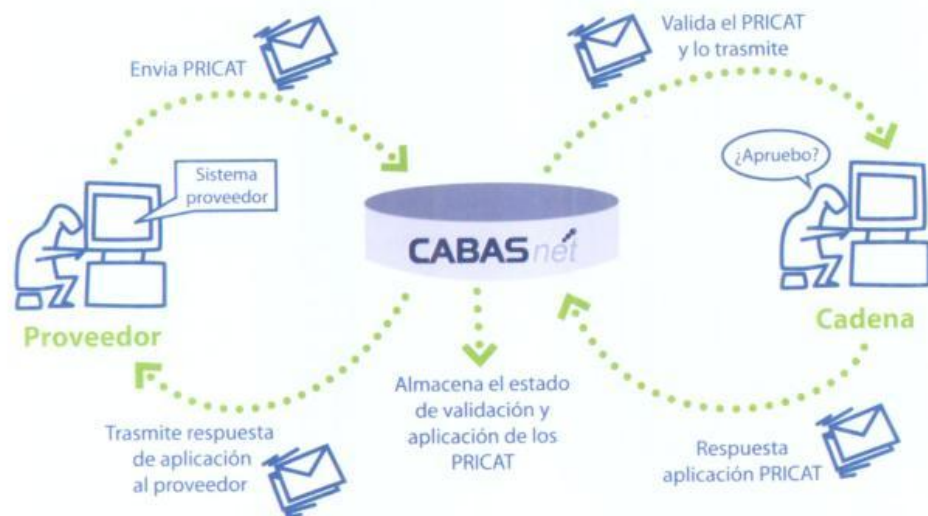 Envia PRICAT
Valida el PRICAT
y lo trasmite
Sistema
proveedor
¿Apruebo?
CABASnet
Proveedor
Cadena
Almacena el estado
de validación y
aplicación de los
PRICAT
Trasmite respuesta
de aplicación
al proveedor
Respuesta
aplicación PRICAT